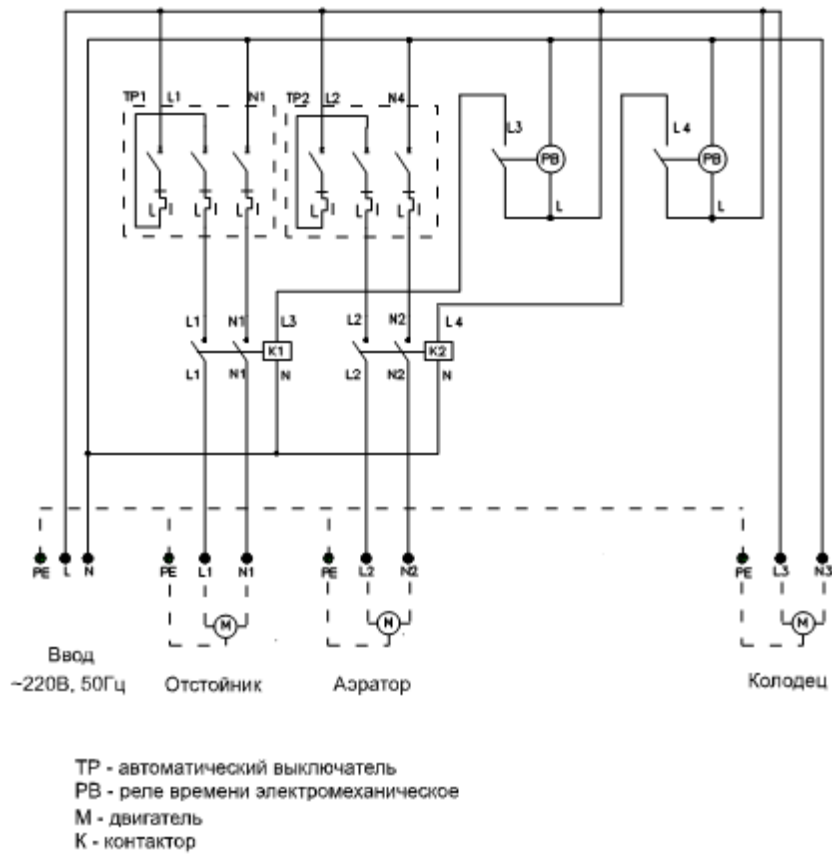 TP1 L1 N1 TP2 L2 N4
L3 L4
PB PB
L L
L I L I L I L I L I L I
L1 N1 L3 L2 N2 L4
K1 K2
L1 N1 N L2 N2 N
PE L N PE L1 N1 PE L2 N2 PE L3 N3
M N M
Ввод
~220В, 50Гц Отстойник Аэратор Колодец
ТР - автоматический выключатель
РВ - реле времени электромеханическое
М - двигатель
К - контактор